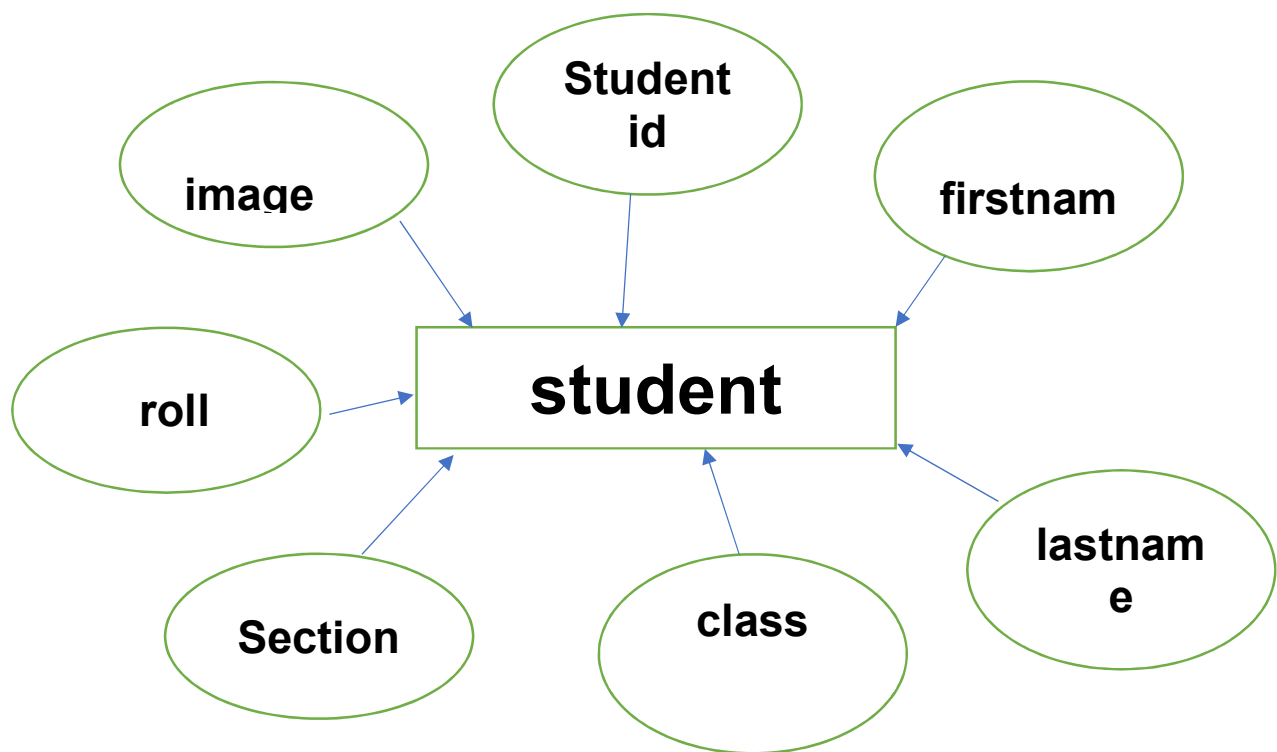 Student
id
image
firstnam
roll
student
lastnam
e
Section
class